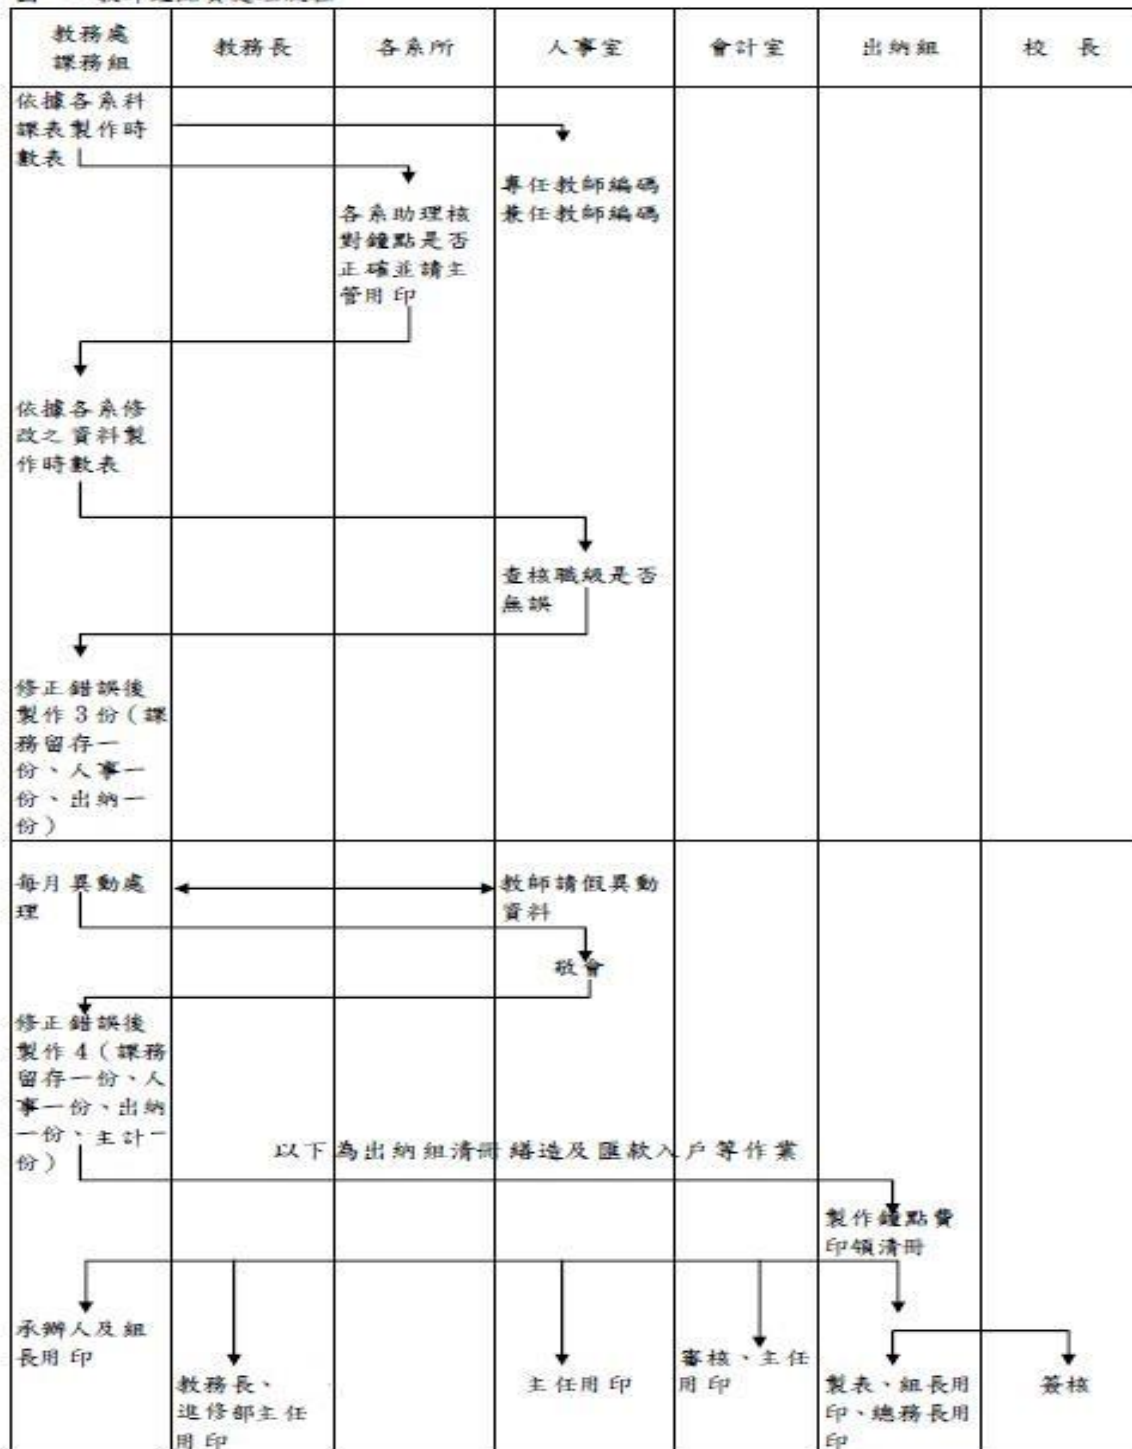 教務處
課務組
教務長
各系所
人事室
會計室
出納組
校 長
依據各系科
課表製作時
數表
專任教師編碼
兼任教師編碼
各系助理核
對鐘點是否
正確並請主
管用印
依據各系修
改之資料製
作時數表
查核職級是否
無誤
修正錯誤後
製作 3 份(課
務留存一
份、人事一
份、出納一
份)
每月異動處
理
教師請假異動
資料
敬會
修正錯誤後
製作 4(課務
留存一份、人
事一份、出納
一份、主計一
份)
以下為出納組清冊繕造及匯款入戶等作業
製作鐘點費
印領清冊
承辦人及組
長用印
教務長、
進修部主任
用印
主任用印
審核、主任
用印
製表、組長用
印、總務長用
印
簽核